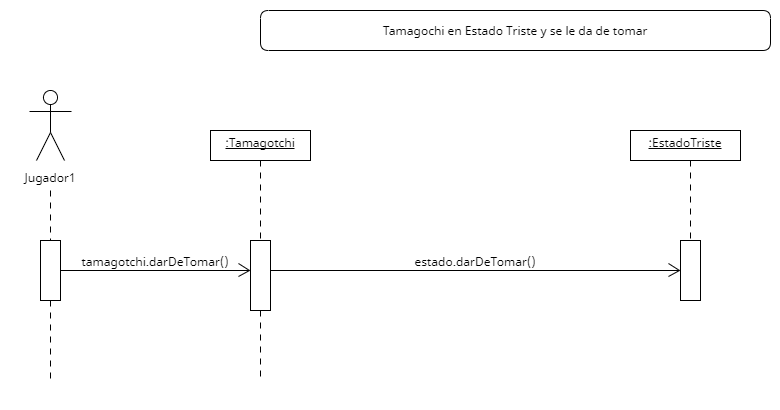 Tamagochi en Estado Triste y se le da de tomar
:Tamagotchi
:EstadoTriste
Jugador1
tamagotchi.darDeTomar()
estado.darDeTomar()